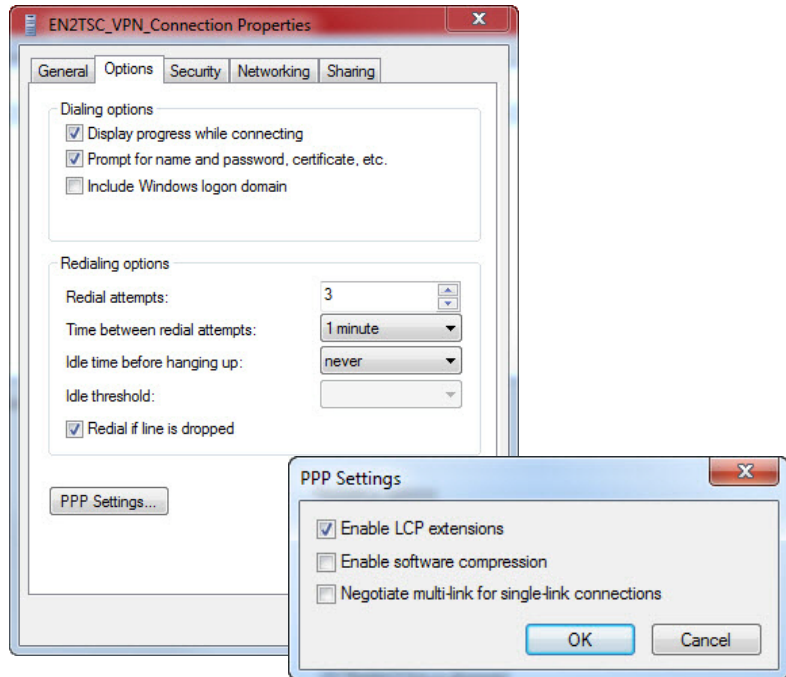 EN2TSC_VPN_Connection Properties
General Options Security Networking Sharing
Dialing options
Display progress while connecting
Prompt for name and password, certificate, etc.
Include Windows logon domain
Redialing options
Redial attempts: 3
Time between redial attempts: 1 minute
Idle time before hanging up: never
Idle threshold:
Redial if line is dropped
PPP Settings...
PPP Settings
Enable LCP extensions
Enable software compression
Negotiate multi-link for single-link connections
OK Cancel